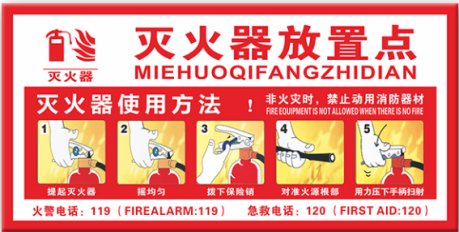 灭火器放置点
MIEHUOQIFANGZHIDIAN
灭火器
灭火器使用方法 ！
非火灾时，禁止动用消防器材
FIRE EQUIPMENT IS NOT ALLOWED WHEN THERE IS NO FIRE
1
2
3
4
5
提起灭火器
摇均匀
拔下保险销
对准火源根部
用力压下手柄扫射
火警电话：119（FIREALARM:119） 急救电话：120（FIRST AID:120）